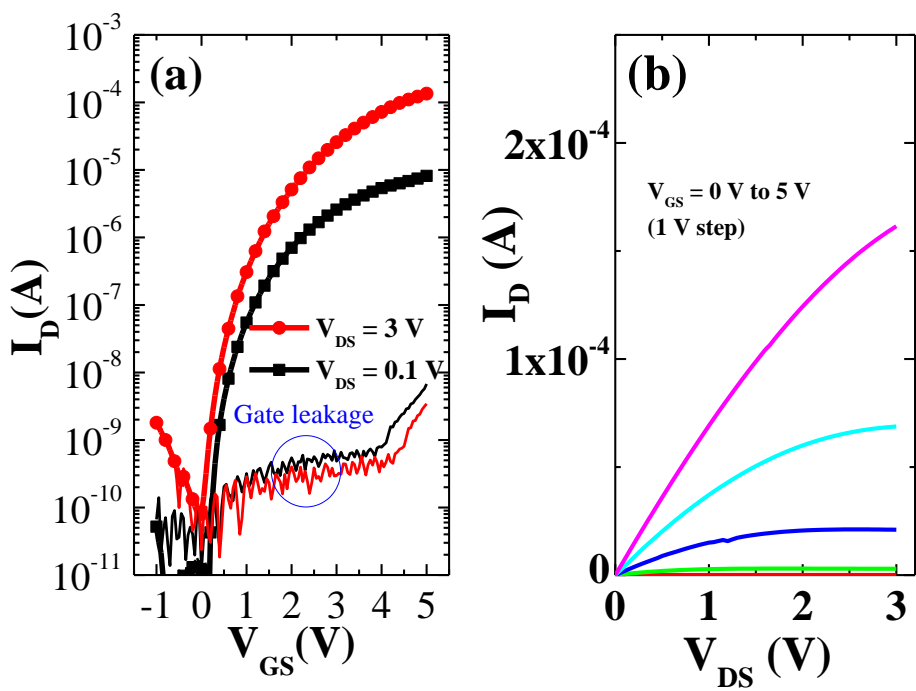 (a)
10⁻³
10⁻⁴
10⁻⁵
10⁻⁶
10⁻⁷
10⁻⁸
10⁻⁹
10⁻¹⁰
10⁻¹¹
I_D(A)
V_DS = 3 V
V_DS = 0.1 V
Gate leakage
-1 0 1 2 3 4 5
V_GS(V)
(b)
2x10⁻⁴
1x10⁻⁴
0
I_D (A)
V_GS = 0 V to 5 V
(1 V step)
0 1 2 3
V_DS (V)